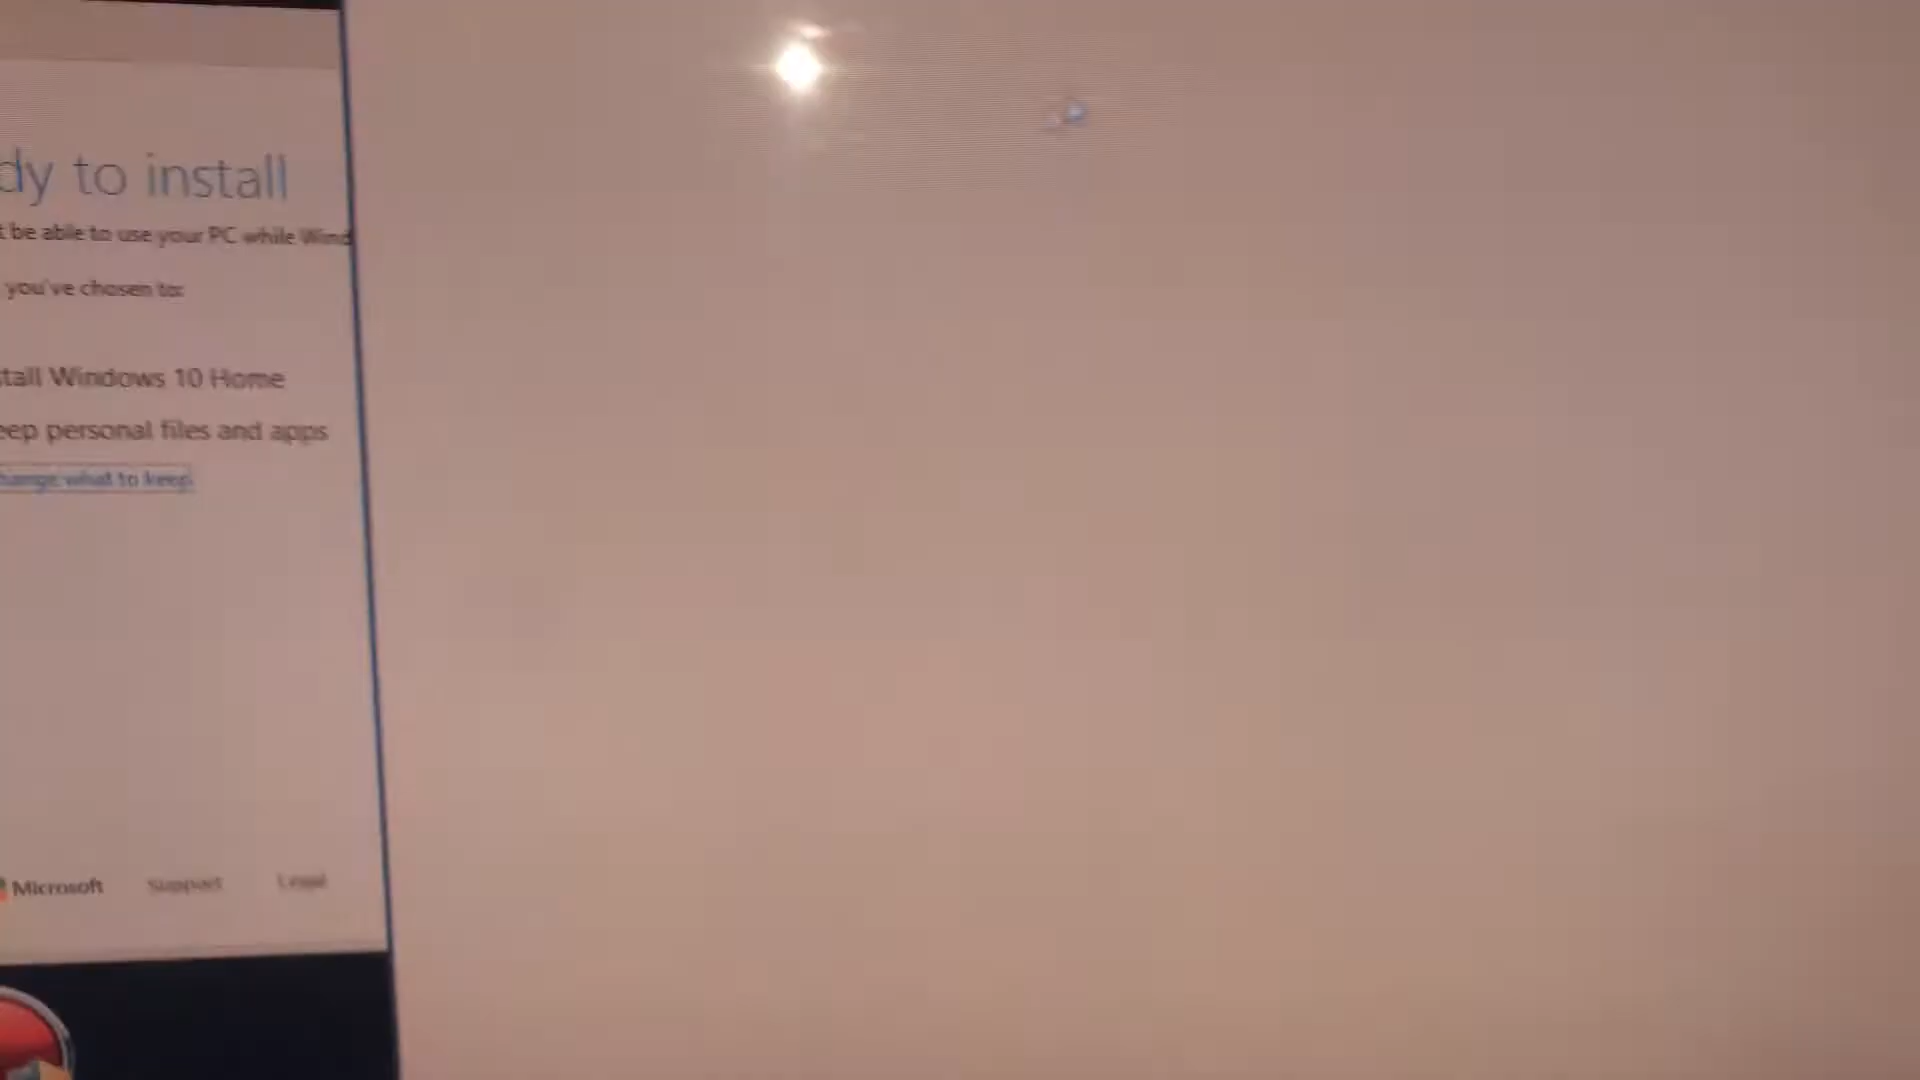 dy to install
t be able to use your PC while Wind
you've chosen to:
stall Windows 10 Home
eep personal files and apps
hange what to keep
Microsoft
Support
Legal